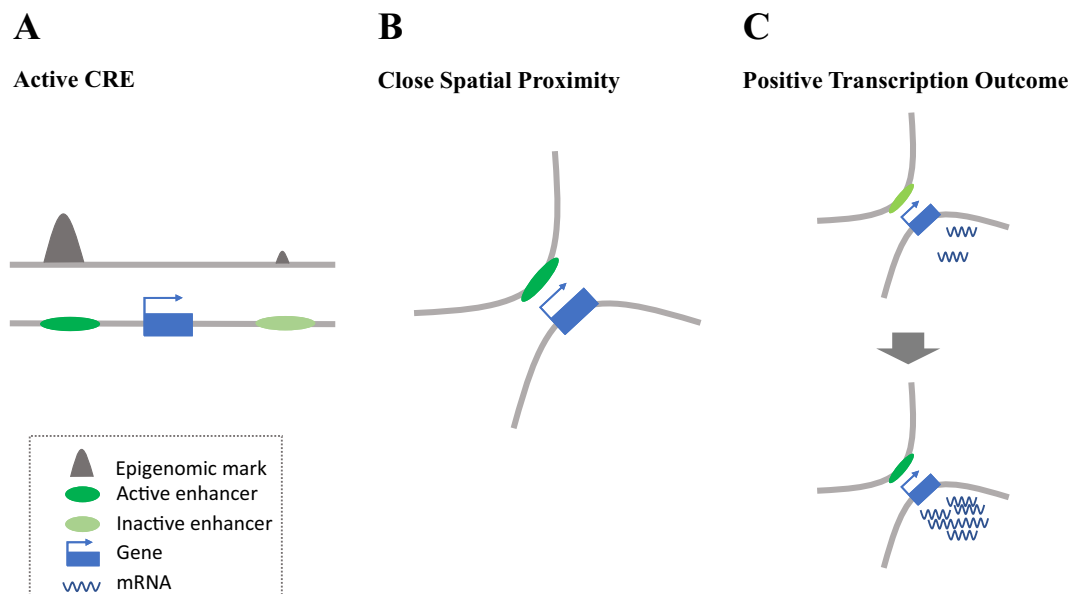 A
Active CRE
B
Close Spatial Proximity
C
Positive Transcription Outcome
Epigenomic mark
Active enhancer
Inactive enhancer
Gene
mRNA